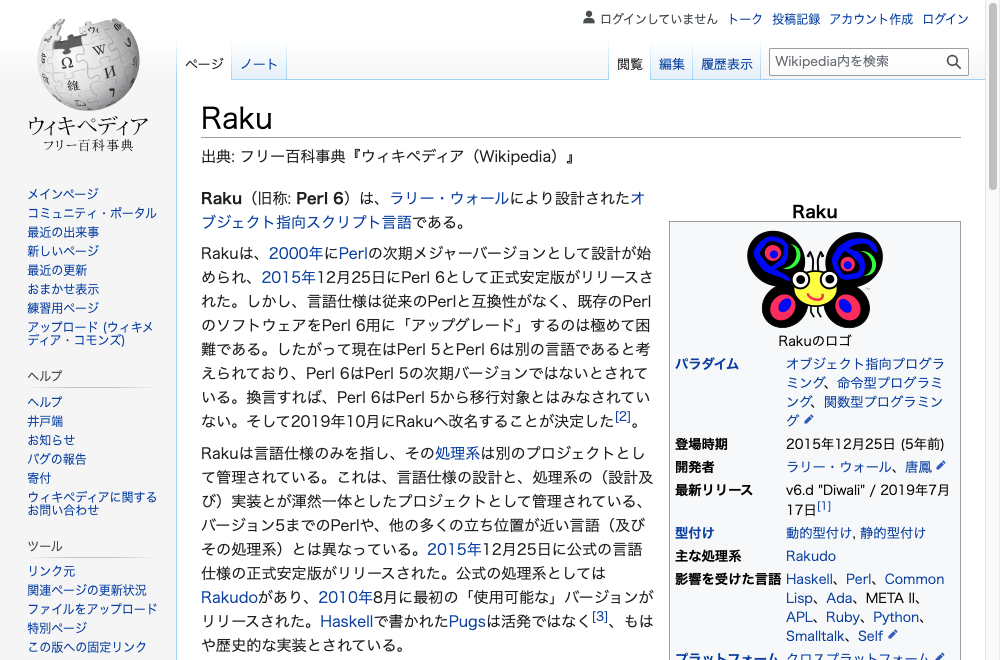 ログインしていません トーク 投稿記録 アカウント作成 ログイン
ページ ノート 閲覧 編集 履歴表示 Wikipedia内を検索
ウィキペディア
フリー百科事典
メインページ
コミュニティ・ポータル
最近の出来事
新しいページ
最近の更新
おまかせ表示
練習用ページ
アップロード (ウィキメ
ディア・コモンズ)
ヘルプ
ヘルプ
井戸端
お知らせ
バグの報告
寄付
ウィキペディアに関する
お問い合わせ
ツール
リンク元
関連ページの更新状況
ファイルをアップロード
特別ページ
この版への固定リンク
Raku
出典: フリー百科事典『ウィキペディア（Wikipedia）』
Raku（旧称: Perl 6）は、ラリー・ウォールにより設計されたオ
ブジェクト指向スクリプト言語である。
Rakuは、2000年にPerlの次期メジャーバージョンとして設計が始
められ、2015年12月25日にPerl 6として正式安定版がリリースさ
れた。しかし、言語仕様は従来のPerlと互換性がなく、既存のPerl
のソフトウェアをPerl 6用に「アップグレード」するのは極めて困
難である。したがって現在はPerl 5とPerl 6は別の言語であると考
えられており、Perl 6はPerl 5の次期バージョンではないとされて
いる。換言すれば、Perl 6はPerl 5から移行対象とはみなされてい
ない。そして2019年10月にRakuへ改名することが決定した[2]。
Rakuは言語仕様のみを指し、その処理系は別のプロジェクトとし
て管理されている。これは、言語仕様の設計と、処理系の（設計及
び）実装とが渾然一体としたプロジェクトとして管理されている、
バージョン5までのPerlや、他の多くの立ち位置が近い言語（及び
その処理系）とは異なっている。2015年12月25日に公式の言語
仕様の正式安定版がリリースされた。公式の処理系としては
Rakudoがあり、2010年8月に最初の「使用可能な」バージョンが
リリースされた。Haskellで書かれたPugsは活発ではなく[3]、もは
や歴史的な実装とされている。
Raku
Rakuのロゴ
パラダイム オブジェクト指向プログラ
ミング、命令型プログラミ
ング、関数型プログラミン
グ
登場時期 2015年12月25日 (5年前)
開発者 ラリー・ウォール、唐鳳
最新リリース v6.d "Diwali" / 2019年7月
17日[1]
型付け 動的型付け, 静的型付け
主な処理系 Rakudo
影響を受けた言語 Haskell、Perl、Common
Lisp、Ada、META II、
APL、Ruby、Python、
Smalltalk、Self
プラットフォーム クロスプラットフォーム